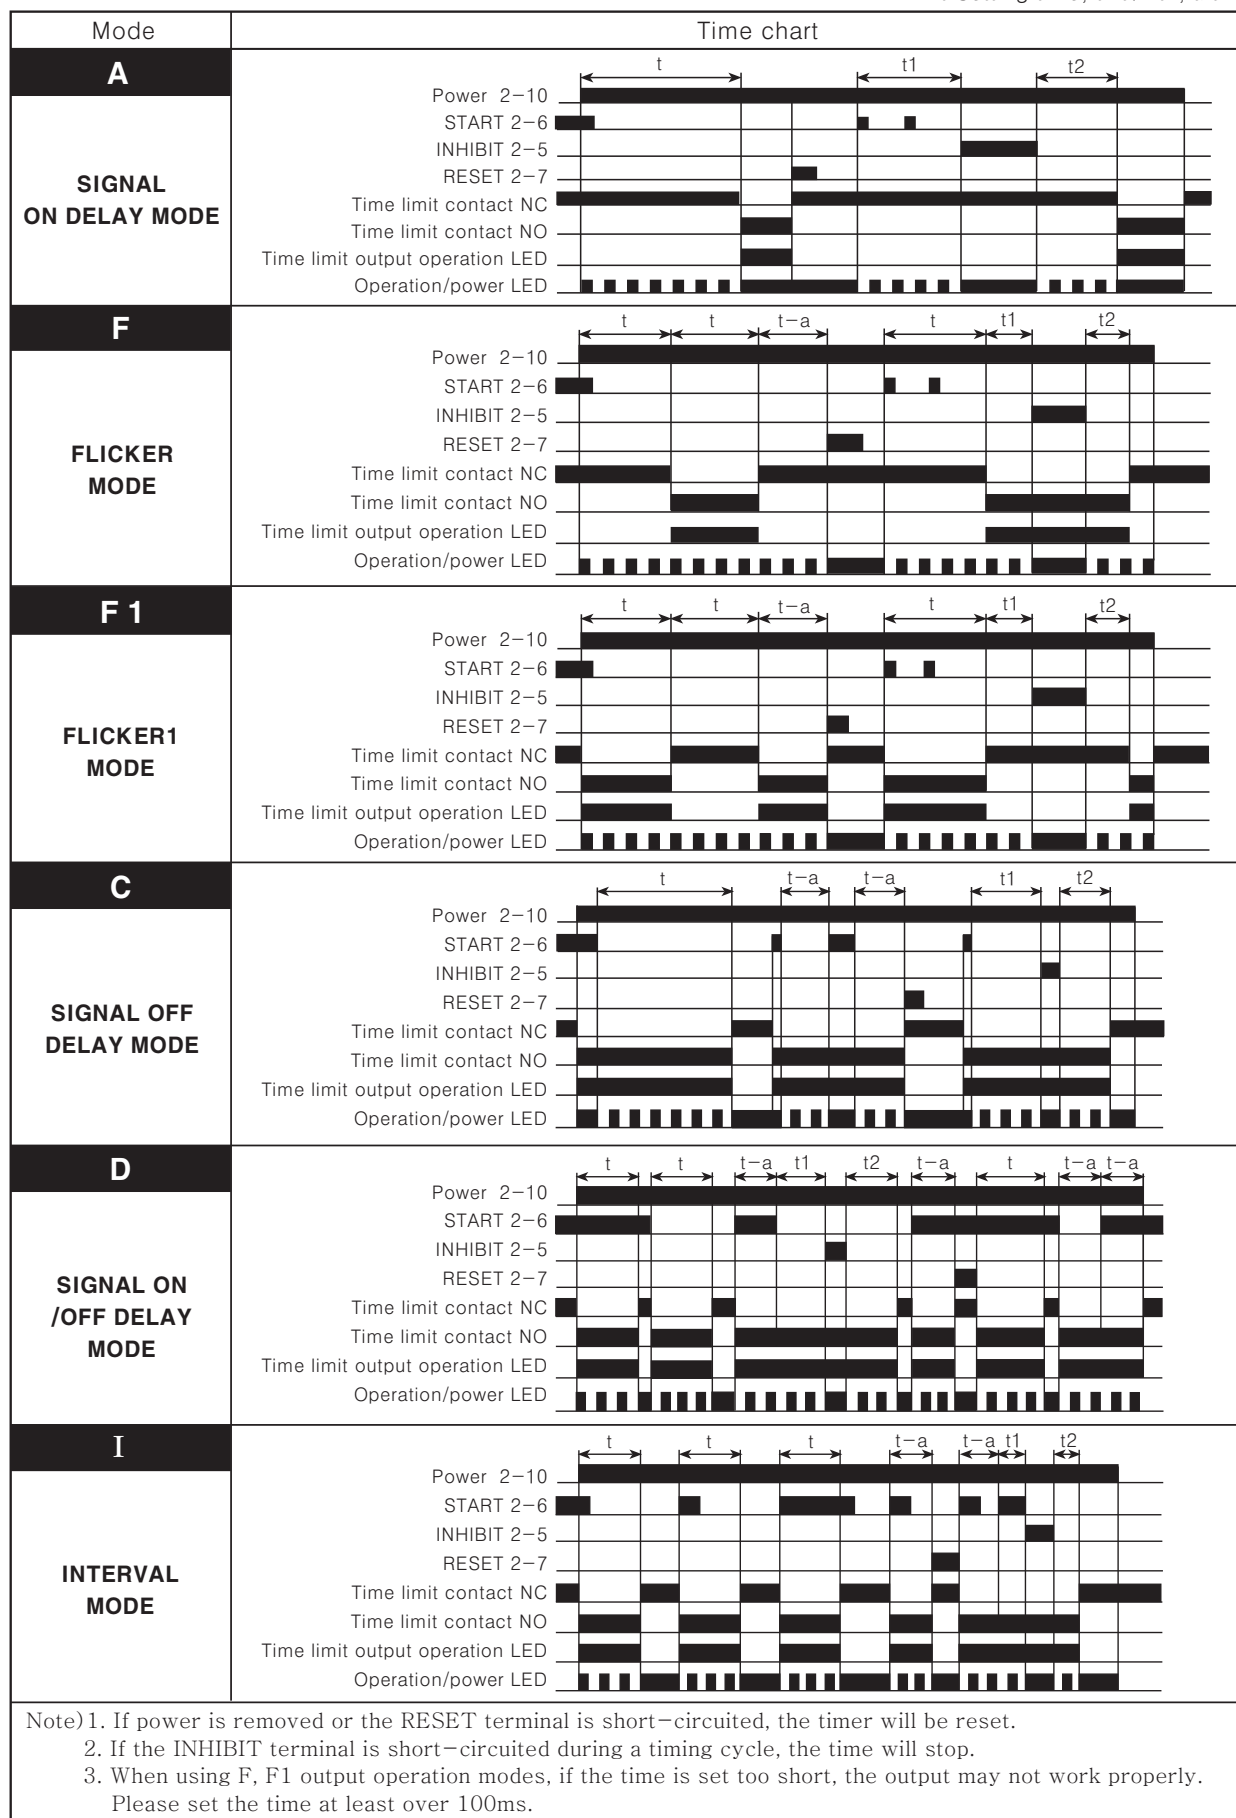 Mode
Time chart
A
SIGNAL
ON DELAY MODE
t
t1
t2
Power 2−10
START 2−6
INHIBIT 2−5
RESET 2−7
Time limit contact NC
Time limit contact NO
Time limit output operation LED
Operation/power LED
F
FLICKER
MODE
t
t
t−a
t
t1
t2
Power 2−10
START 2−6
INHIBIT 2−5
RESET 2−7
Time limit contact NC
Time limit contact NO
Time limit output operation LED
Operation/power LED
F 1
FLICKER1
MODE
t
t
t−a
t
t1
t2
Power 2−10
START 2−6
INHIBIT 2−5
RESET 2−7
Time limit contact NC
Time limit contact NO
Time limit output operation LED
Operation/power LED
C
SIGNAL OFF
DELAY MODE
t
t−a
t−a
t1
t2
Power 2−10
START 2−6
INHIBIT 2−5
RESET 2−7
Time limit contact NC
Time limit contact NO
Time limit output operation LED
Operation/power LED
D
SIGNAL ON
/OFF DELAY
MODE
t
t
t−a
t1
t2
t−a
t
t−a
t−a
Power 2−10
START 2−6
INHIBIT 2−5
RESET 2−7
Time limit contact NC
Time limit contact NO
Time limit output operation LED
Operation/power LED
I
INTERVAL
MODE
t
t
t
t−a
t−a
t1
t2
Power 2−10
START 2−6
INHIBIT 2−5
RESET 2−7
Time limit contact NC
Time limit contact NO
Time limit output operation LED
Operation/power LED
Note)1. If power is removed or the RESET terminal is short−circuited, the timer will be reset.
2. If the INHIBIT terminal is short−circuited during a timing cycle, the time will stop.
3. When using F, F1 output operation modes, if the time is set too short, the output may not work properly.
Please set the time at least over 100ms.